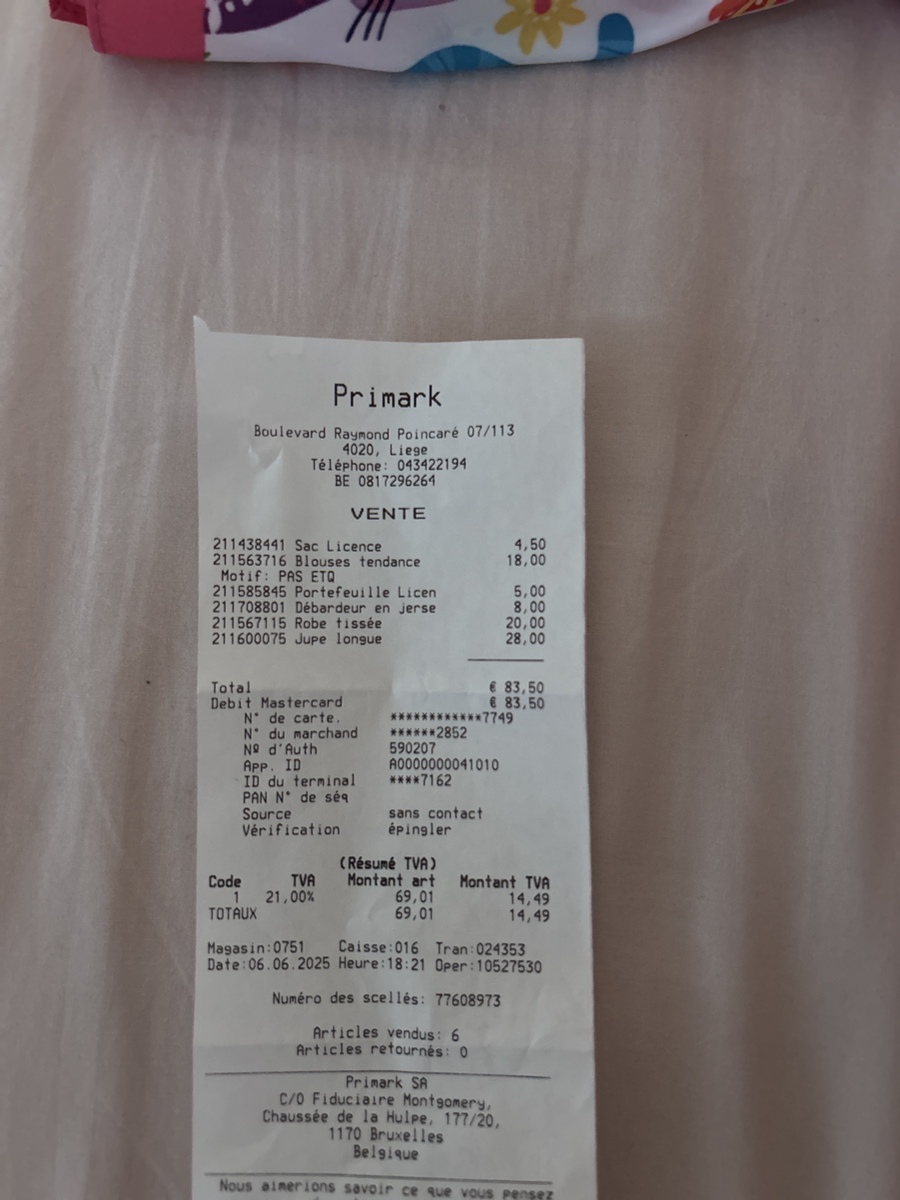 Primark
Boulevard Raymond Poincaré 07/113
4020, Liege
Téléphone: 043422194
BE 0817296264
VENTE
211438441 Sac Licence 4,50
211563716 Blouses tendance 18,00
Motif: PAS ETQ
211585845 Portefeuille Licen 5,00
211708801 Débardeur en jerse 8,00
211567115 Robe tissée 20,00
211600075 Jupe longue 28,00
Total € 83,50
Debit Mastercard € 83,50
N° de carte. ************7749
N° du marchand ******2852
Nº d'Auth 590207
App. ID A0000000041010
ID du terminal ****7162
PAN N° de séq
Source sans contact
Vérification épingler
(Résumé TVA)
Code TVA Montant art Montant TVA
1 21,00% 69,01 14,49
TOTAUX 69,01 14,49
Magasin:0751 Caisse:016 Tran:024353
Date:06.06.2025 Heure:18:21 Oper:10527530
Numéro des scellés: 77608973
Articles vendus: 6
Articles retournés: 0
Primark SA
C/O Fiduciaire Montgomery,
Chaussée de la Hulpe, 177/20,
1170 Bruxelles
Belgique
Nous aimerions savoir ce que vous pensez